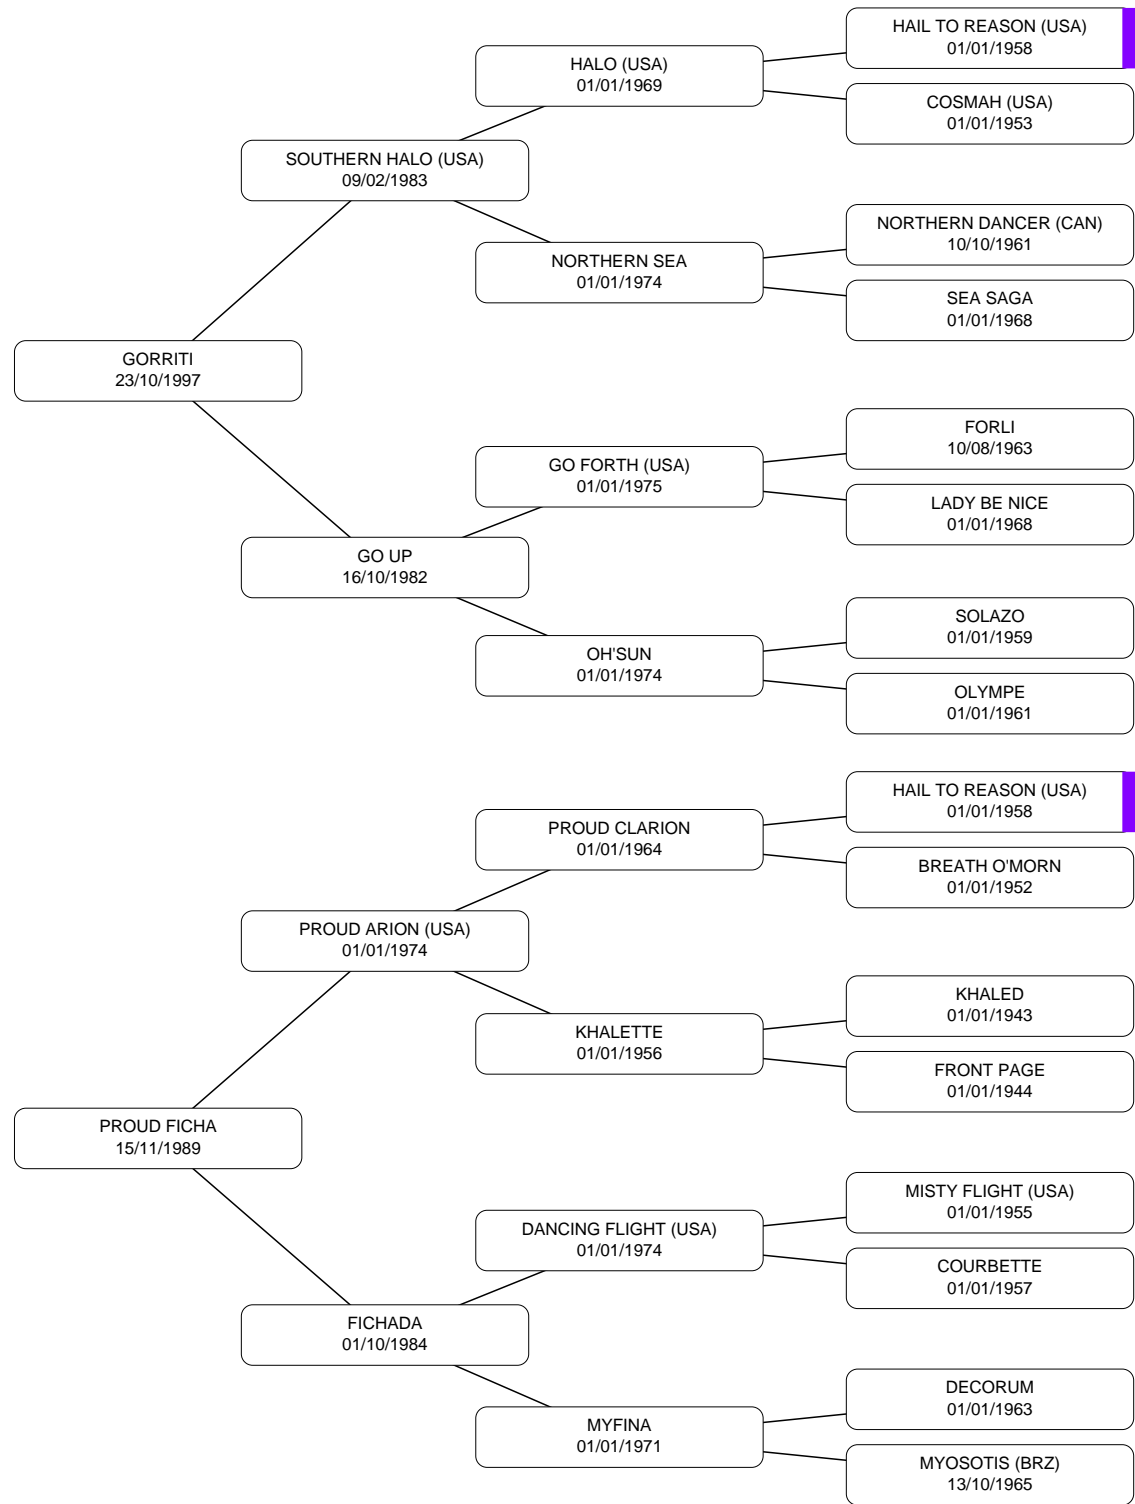 HAIL TO REASON (USA)
01/01/1958
HALO (USA)
01/01/1969
COSMAH (USA)
01/01/1953
SOUTHERN HALO (USA)
09/02/1983
NORTHERN DANCER (CAN)
10/10/1961
NORTHERN SEA
01/01/1974
SEA SAGA
01/01/1968
GORRITI
23/10/1997
FORLI
10/08/1963
GO FORTH (USA)
01/01/1975
LADY BE NICE
01/01/1968
GO UP
16/10/1982
SOLAZO
01/01/1959
OH'SUN
01/01/1974
OLYMPE
01/01/1961
HAIL TO REASON (USA)
01/01/1958
PROUD CLARION
01/01/1964
BREATH O'MORN
01/01/1952
PROUD ARION (USA)
01/01/1974
KHALED
01/01/1943
KHALETTE
01/01/1956
FRONT PAGE
01/01/1944
PROUD FICHA
15/11/1989
MISTY FLIGHT (USA)
01/01/1955
DANCING FLIGHT (USA)
01/01/1974
COURBETTE
01/01/1957
FICHADA
01/10/1984
DECORUM
01/01/1963
MYFINA
01/01/1971
MYOSOTIS (BRZ)
13/10/1965